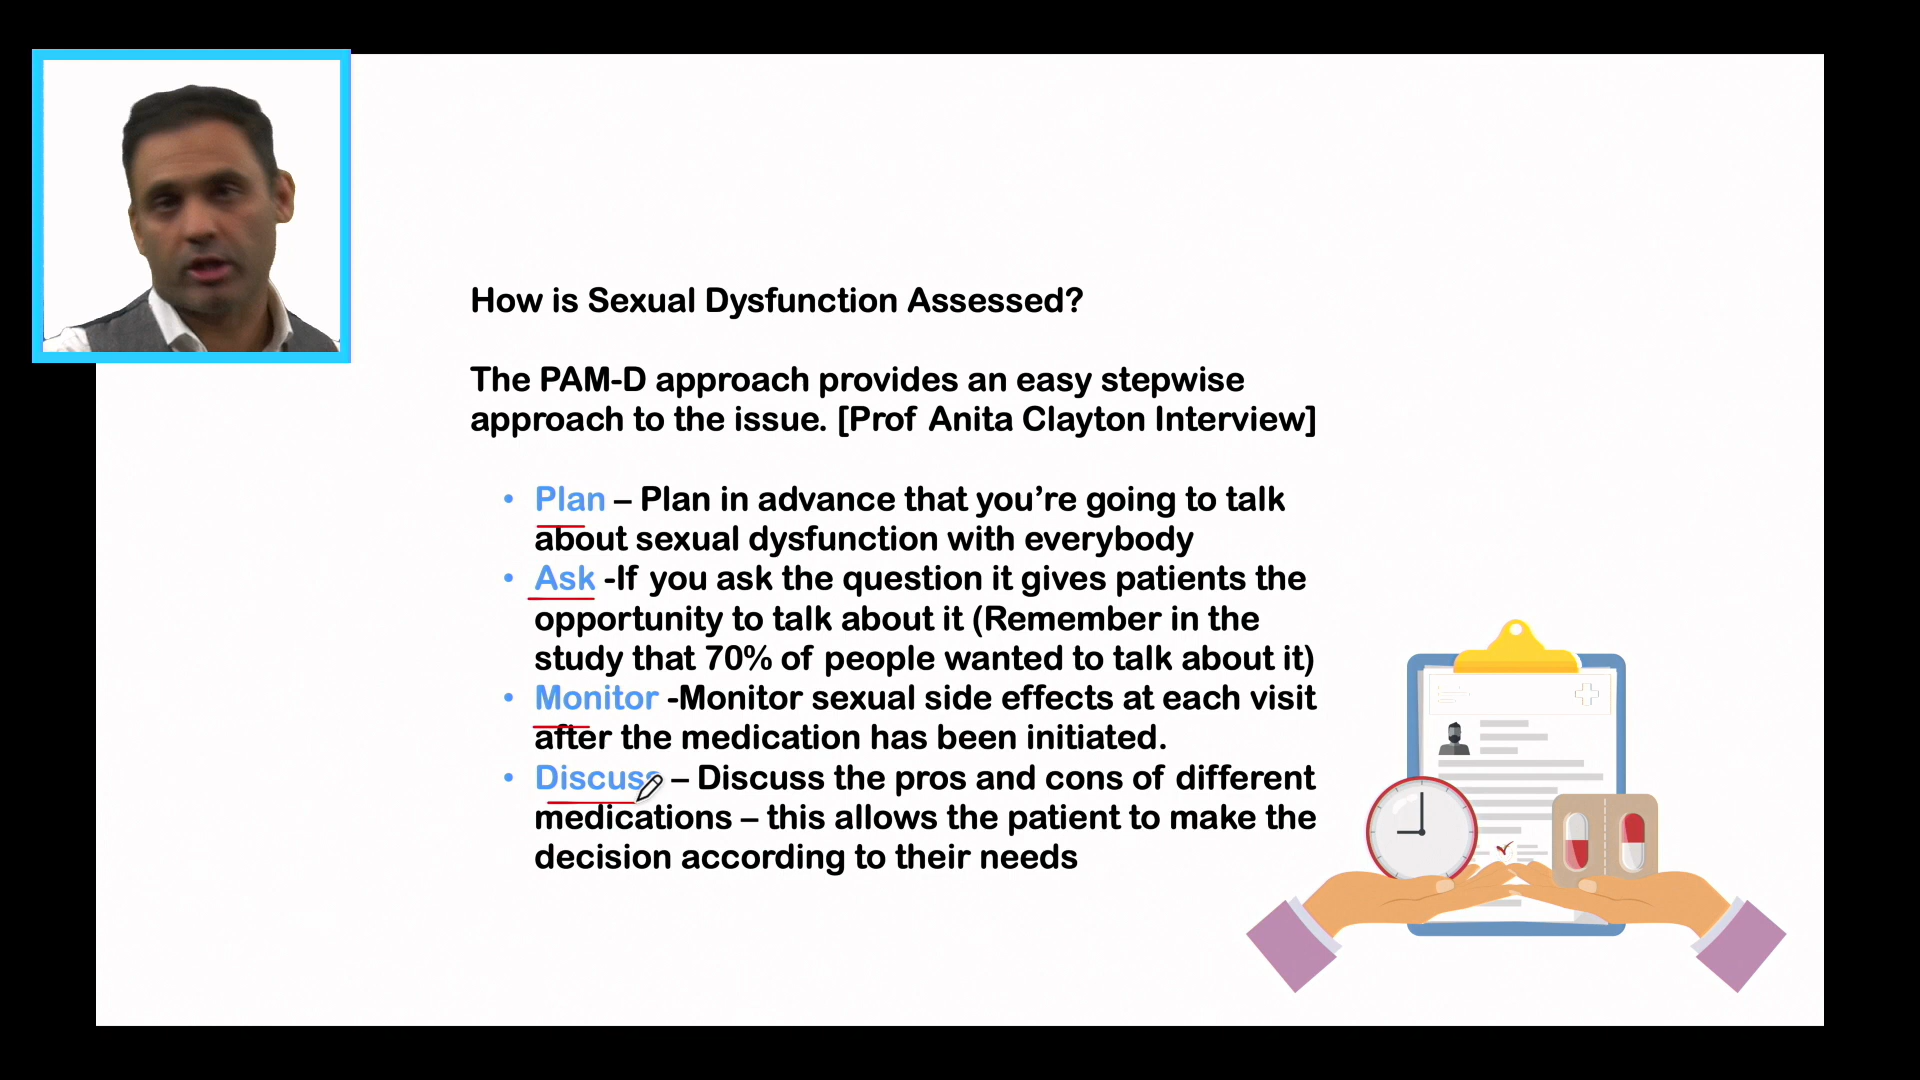 How is Sexual Dysfunction Assessed?
The PAM-D approach provides an easy stepwise
approach to the issue. [Prof Anita Clayton Interview]
• Plan – Plan in advance that you’re going to talk
about sexual dysfunction with everybody
• Ask -If you ask the question it gives patients the
opportunity to talk about it (Remember in the
study that 70% of people wanted to talk about it)
• Monitor -Monitor sexual side effects at each visit
after the medication has been initiated.
• Discuss – Discuss the pros and cons of different
medications – this allows the patient to make the
decision according to their needs